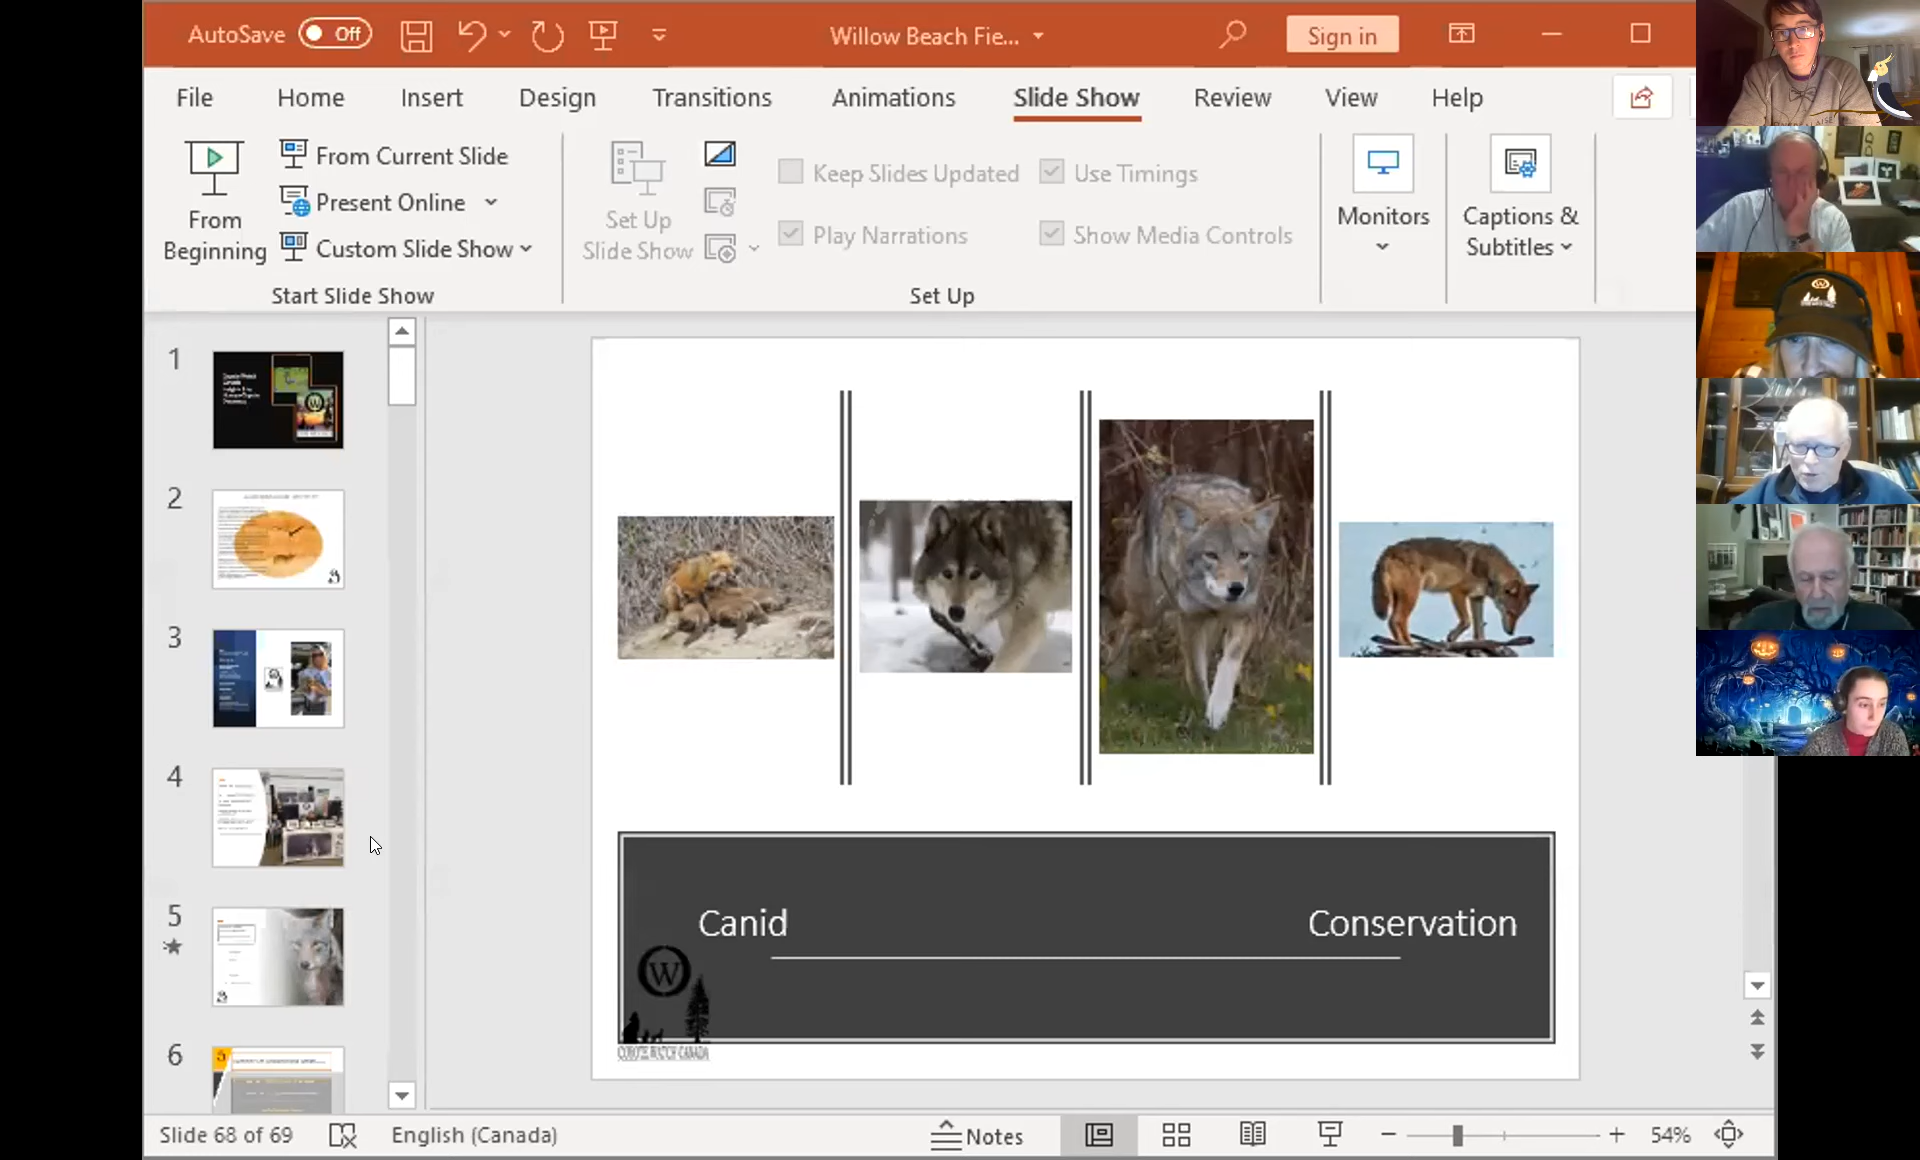 AutoSave Off
Willow Beach Fie...
Sign in
File Home Insert Design Transitions Animations Slide Show Review View Help
From Beginning
From Current Slide
Present Online
Custom Slide Show
Start Slide Show
Set Up Slide Show
Keep Slides Updated
Use Timings
Play Narrations
Show Media Controls
Set Up
Monitors
Captions & Subtitles
1
2
3
4
5
6
Canid
Conservation
W
COYOTE WATCH CANADA
Slide 68 of 69
English (Canada)
Notes
54%